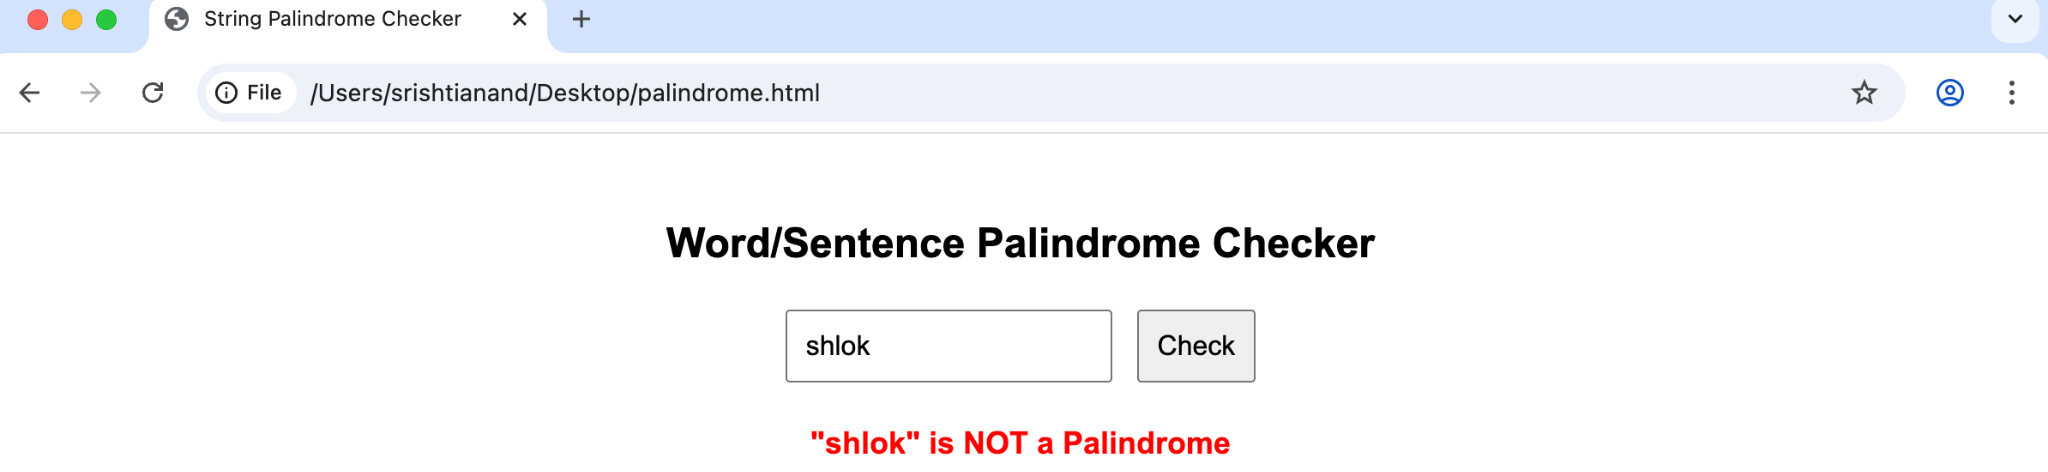 String Palindrome Checker
File /Users/srishtianand/Desktop/palindrome.html
Word/Sentence Palindrome Checker
shlok Check
"shlok" is NOT a Palindrome